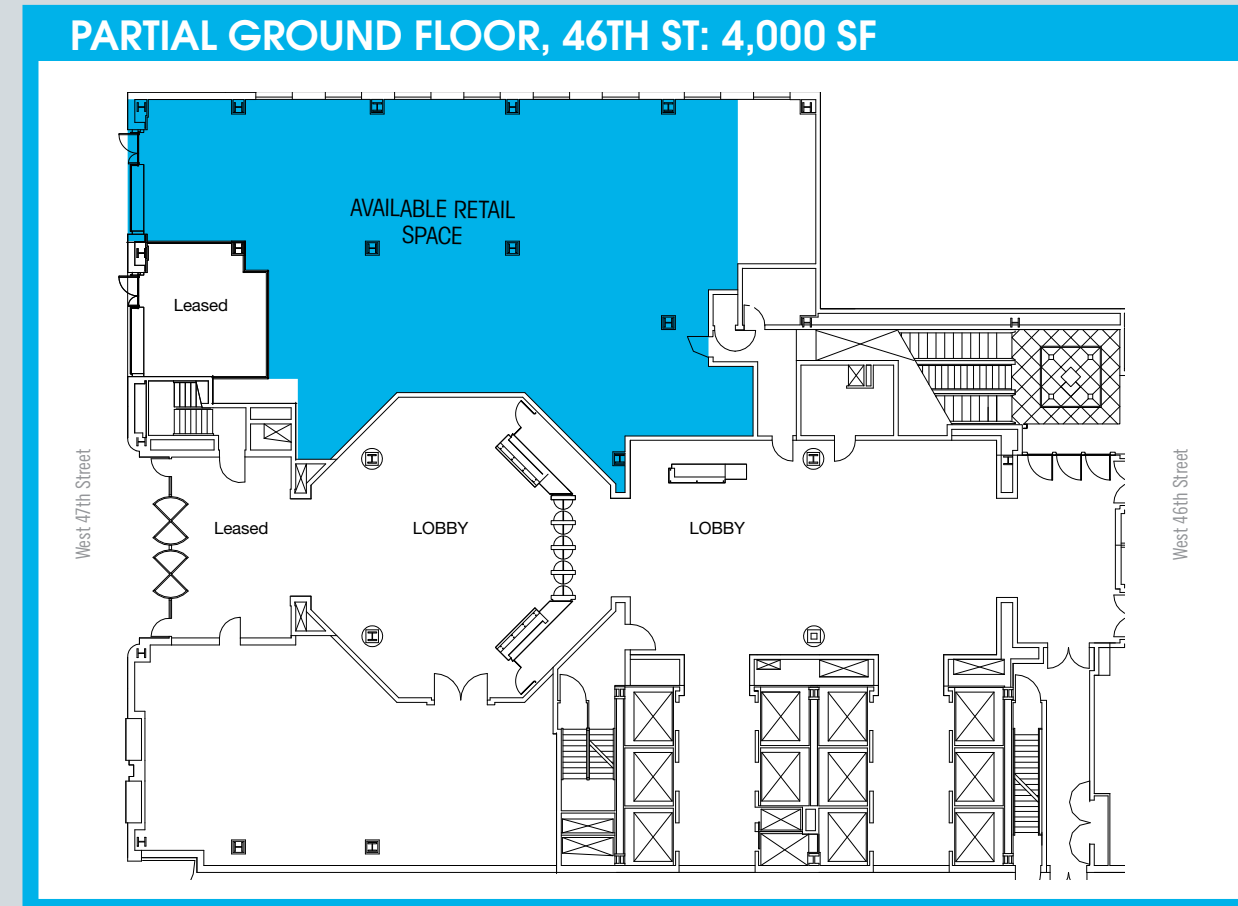 PARTIAL GROUND FLOOR, 46TH ST: 4,000 SF
AVAILABLE RETAIL
SPACE
Leased
West 47th Street
Leased
LOBBY
LOBBY
West 46th Street